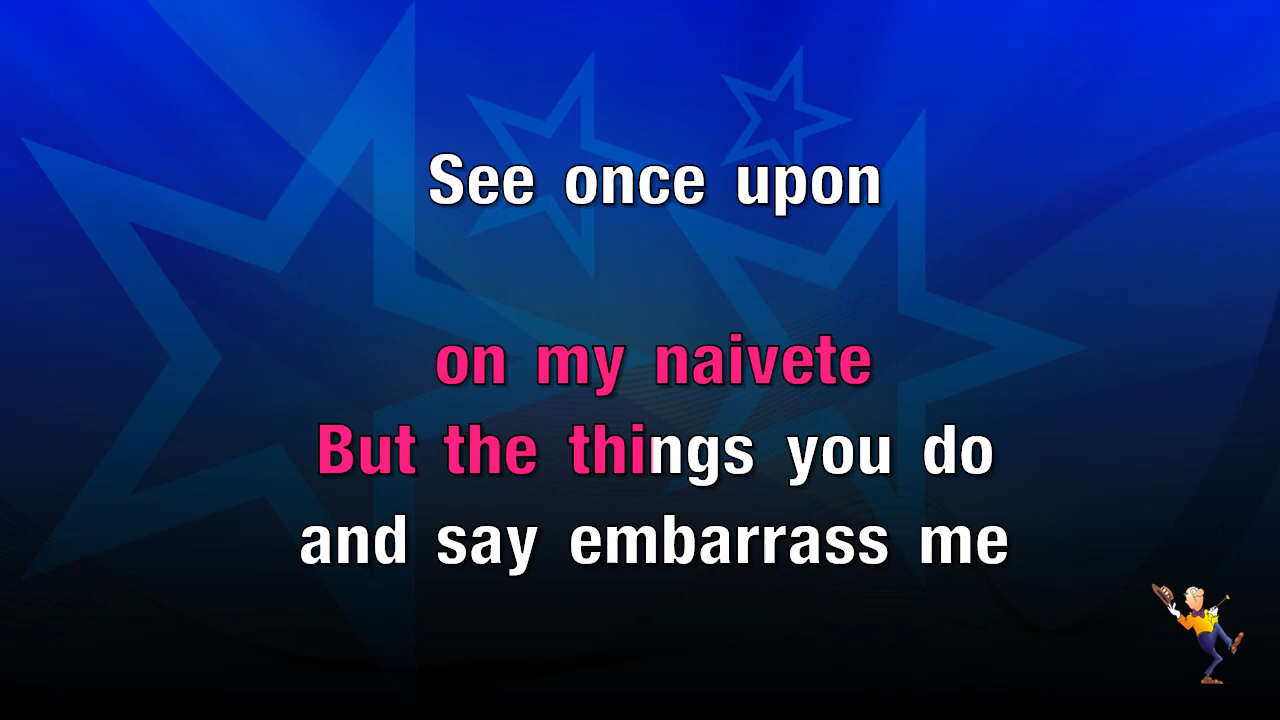 See once upon
on my naivete
But the things you do
and say embarrass me